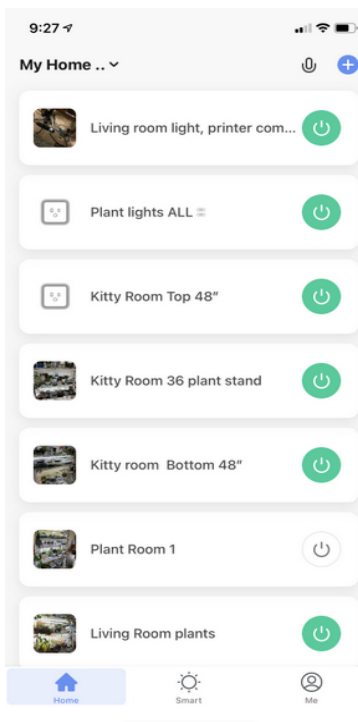 9:27
My Home ..
Living room light, printer com...
Plant lights ALL
Kitty Room Top 48”
Kitty Room 36 plant stand
Kitty room Bottom 48”
Plant Room 1
Living Room plants
Home
Smart
Me